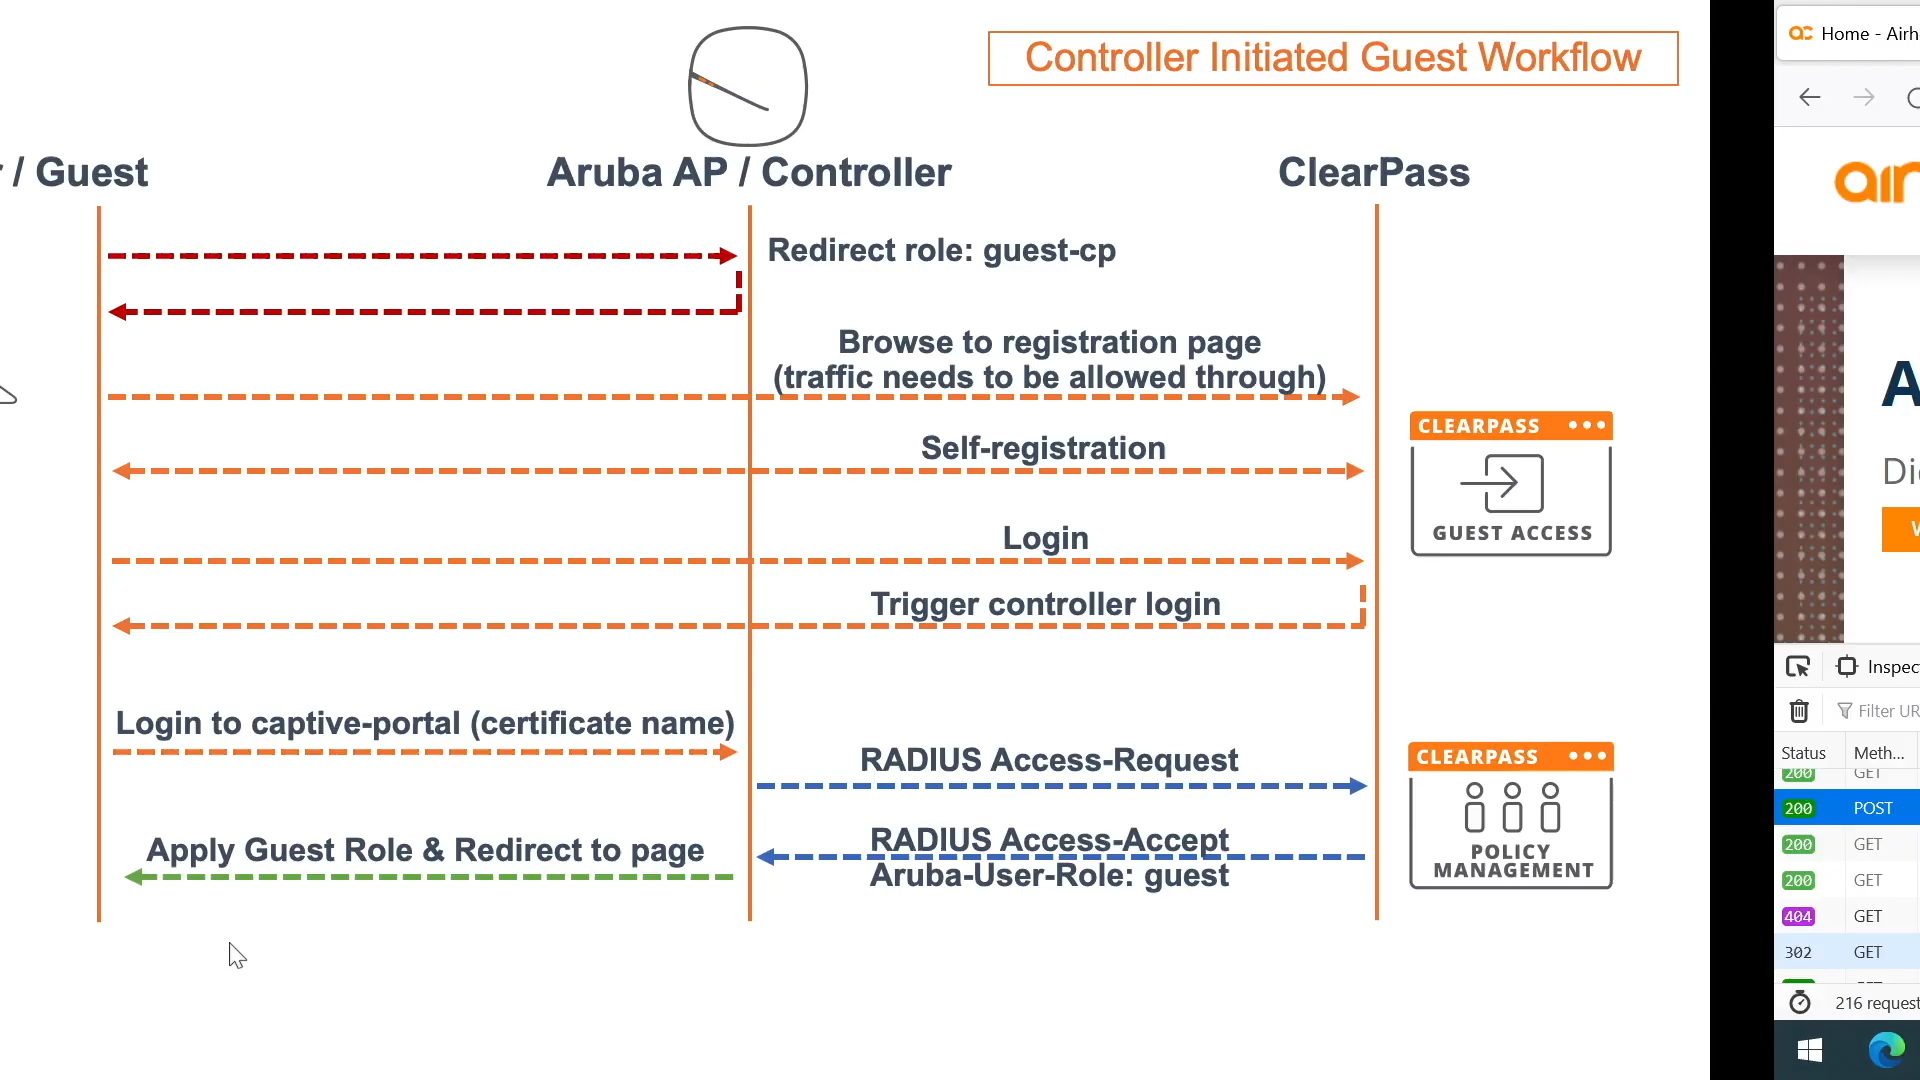 Controller Initiated Guest Workflow
/ Guest
Aruba AP / Controller
ClearPass
Redirect role: guest-cp
Browse to registration page
(traffic needs to be allowed through)
Self-registration
CLEARPASS
GUEST ACCESS
Login
Trigger controller login
Login to captive-portal (certificate name)
RADIUS Access-Request
CLEARPASS
POLICY
MANAGEMENT
RADIUS Access-Accept
Aruba-User-Role: guest
Apply Guest Role & Redirect to page
Home - Airh
air
A
Di
Inspec
Filter UR
Status Meth...
200 GET
200 POST
200 GET
200 GET
404 GET
302 GET
216 request